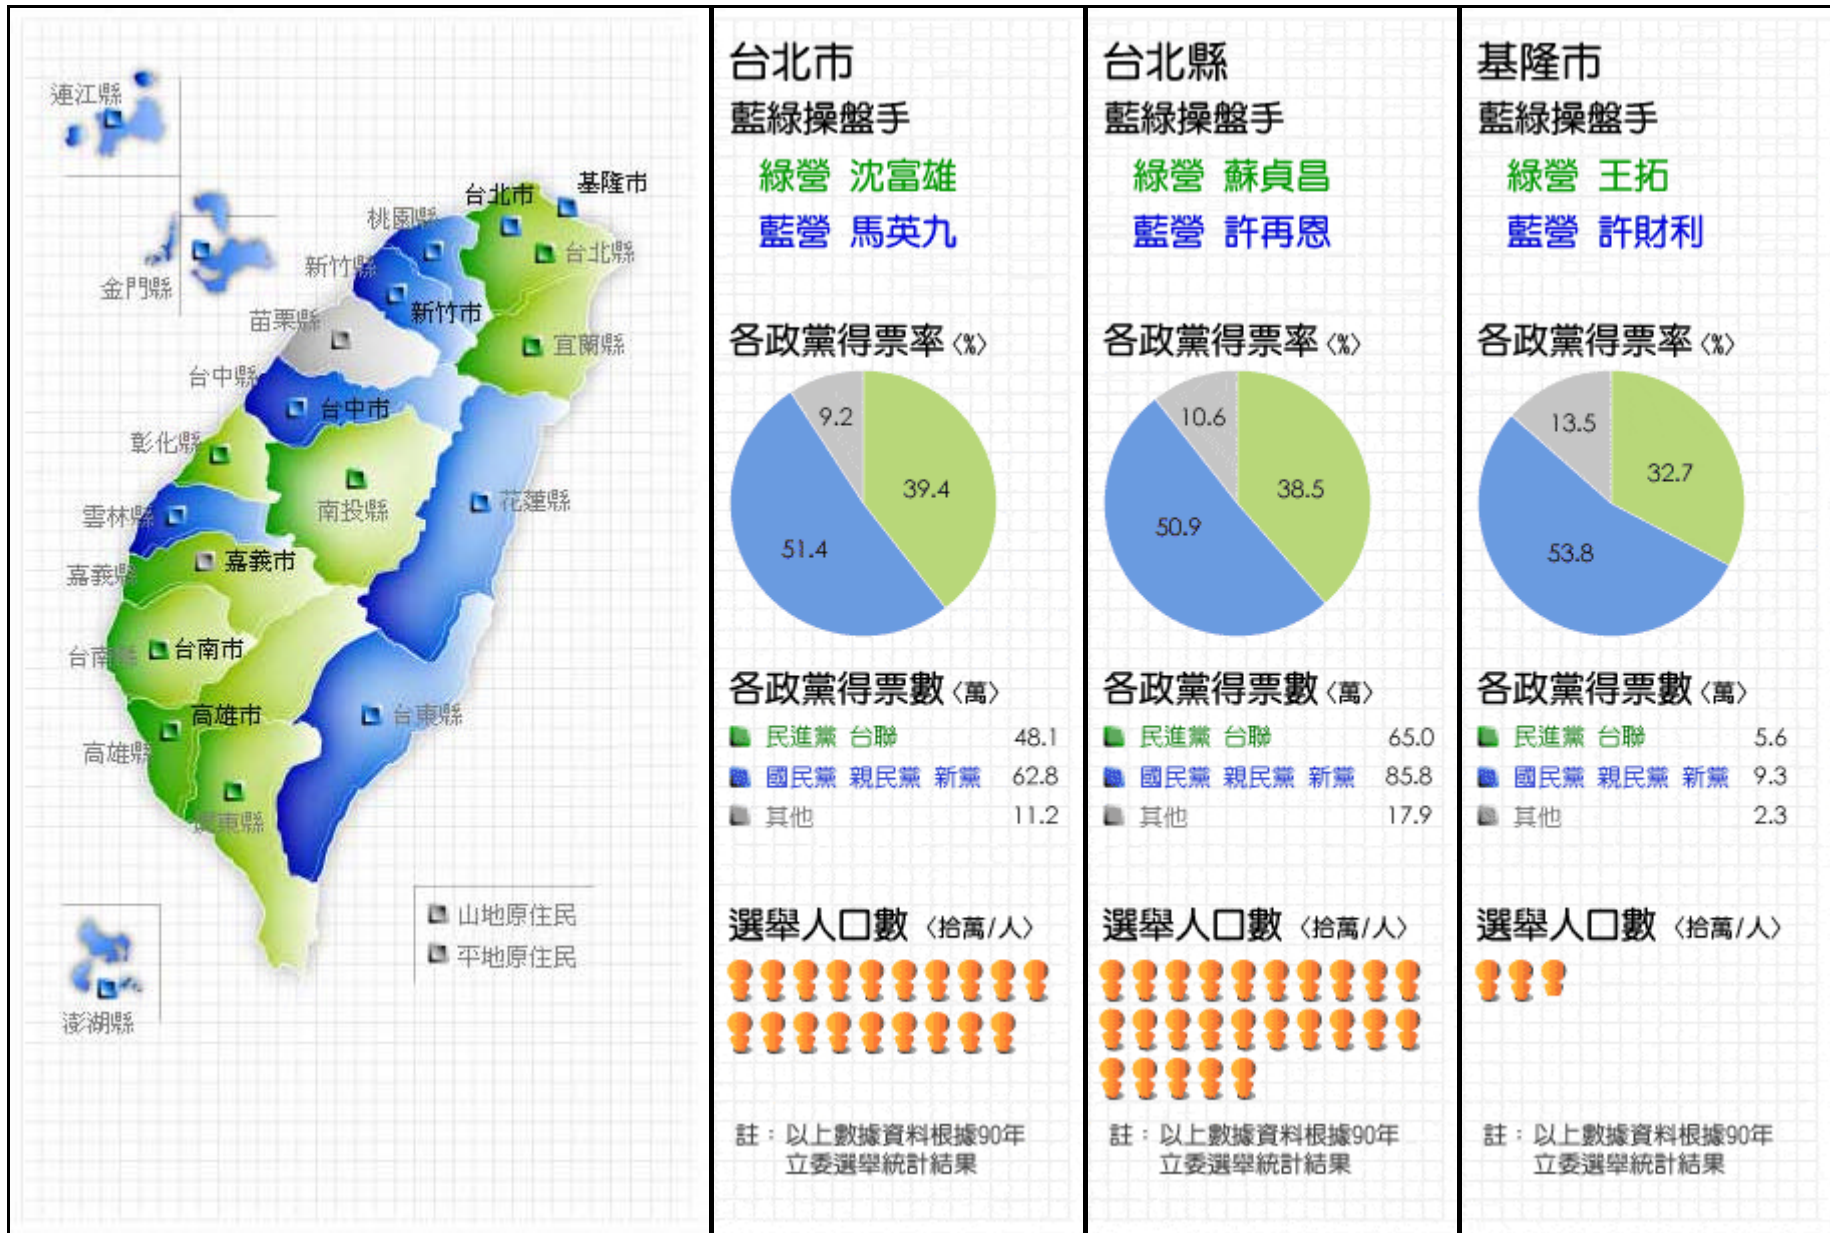 連江縣
金門縣
基隆市
台北市
桃園縣
台北縣
新竹縣
新竹市
苗栗縣
宜蘭縣
台中縣
台中市
彰化縣
南投縣
花蓮縣
雲林縣
嘉義市
嘉義縣
台南市
台南縣
高雄市
台東縣
高雄縣
屏東縣
山地原住民
平地原住民
澎湖縣
台北市
藍綠操盤手
綠營 沈富雄
藍營 馬英九
各政黨得票率〈%〉
9.2
39.4
51.4
各政黨得票數〈萬〉
民進黨 台聯 48.1
國民黨 親民黨 新黨 62.8
其他 11.2
選舉人口數〈拾萬/人〉
註：以上數據資料根據90年
立委選舉統計結果
台北縣
藍綠操盤手
綠營 蘇貞昌
藍營 許再恩
各政黨得票率〈%〉
10.6
38.5
50.9
各政黨得票數〈萬〉
民進黨 台聯 65.0
國民黨 親民黨 新黨 85.8
其他 17.9
選舉人口數〈拾萬/人〉
註：以上數據資料根據90年
立委選舉統計結果
基隆市
藍綠操盤手
綠營 王拓
藍營 許財利
各政黨得票率〈%〉
13.5
32.7
53.8
各政黨得票數〈萬〉
民進黨 台聯 5.6
國民黨 親民黨 新黨 9.3
其他 2.3
選舉人口數〈拾萬/人〉
註：以上數據資料根據90年
立委選舉統計結果